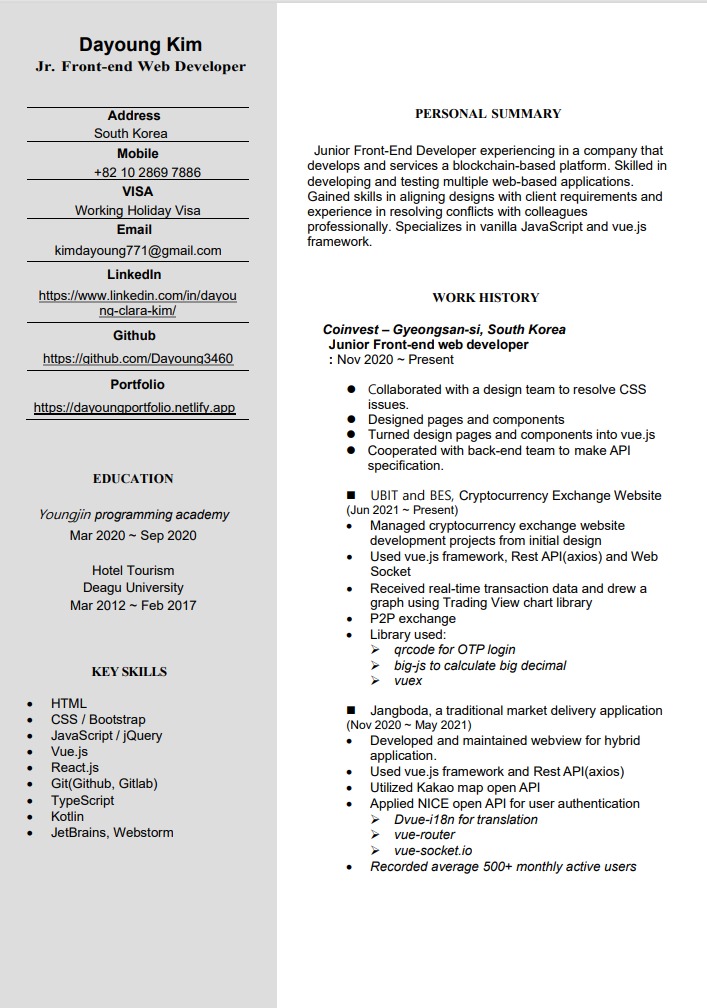 Dayoung Kim
Jr. Front-end Web Developer
Address
South Korea
Mobile
+82 10 2869 7886
VISA
Working Holiday Visa
Email
kimdayoung771@gmail.com
LinkedIn
https://www.linkedin.com/in/dayou
ng-clara-kim/
Github
https://github.com/Dayoung3460
Portfolio
https://dayoungportfolio.netlify.app
EDUCATION
Youngjin programming academy
Mar 2020 ~ Sep 2020
Hotel Tourism
Deagu University
Mar 2012 ~ Feb 2017
KEY SKILLS
• HTML
• CSS / Bootstrap
• JavaScript / jQuery
• Vue.js
• React.js
• Git(Github, Gitlab)
• TypeScript
• Kotlin
• JetBrains, Webstorm
PERSONAL SUMMARY
Junior Front-End Developer experiencing in a company that
develops and services a blockchain-based platform. Skilled in
developing and testing multiple web-based applications.
Gained skills in aligning designs with client requirements and
experience in resolving conflicts with colleagues
professionally. Specializes in vanilla JavaScript and vue.js
framework.
WORK HISTORY
Coinvest – Gyeongsan-si, South Korea
Junior Front-end web developer
: Nov 2020 ~ Present
● Collaborated with a design team to resolve CSS
issues.
● Designed pages and components
● Turned design pages and components into vue.js
● Cooperated with back-end team to make API
specification.
■ UBIT and BES, Cryptocurrency Exchange Website
(Jun 2021 ~ Present)
• Managed cryptocurrency exchange website
development projects from initial design
• Used vue.js framework, Rest API(axios) and Web
Socket
• Received real-time transaction data and drew a
graph using Trading View chart library
• P2P exchange
• Library used:
➢ qrcode for OTP login
➢ big-js to calculate big decimal
➢ vuex
■ Jangboda, a traditional market delivery application
(Nov 2020 ~ May 2021)
• Developed and maintained webview for hybrid
application.
• Used vue.js framework and Rest API(axios)
• Utilized Kakao map open API
• Applied NICE open API for user authentication
➢ Dvue-i18n for translation
➢ vue-router
➢ vue-socket.io
• Recorded average 500+ monthly active users